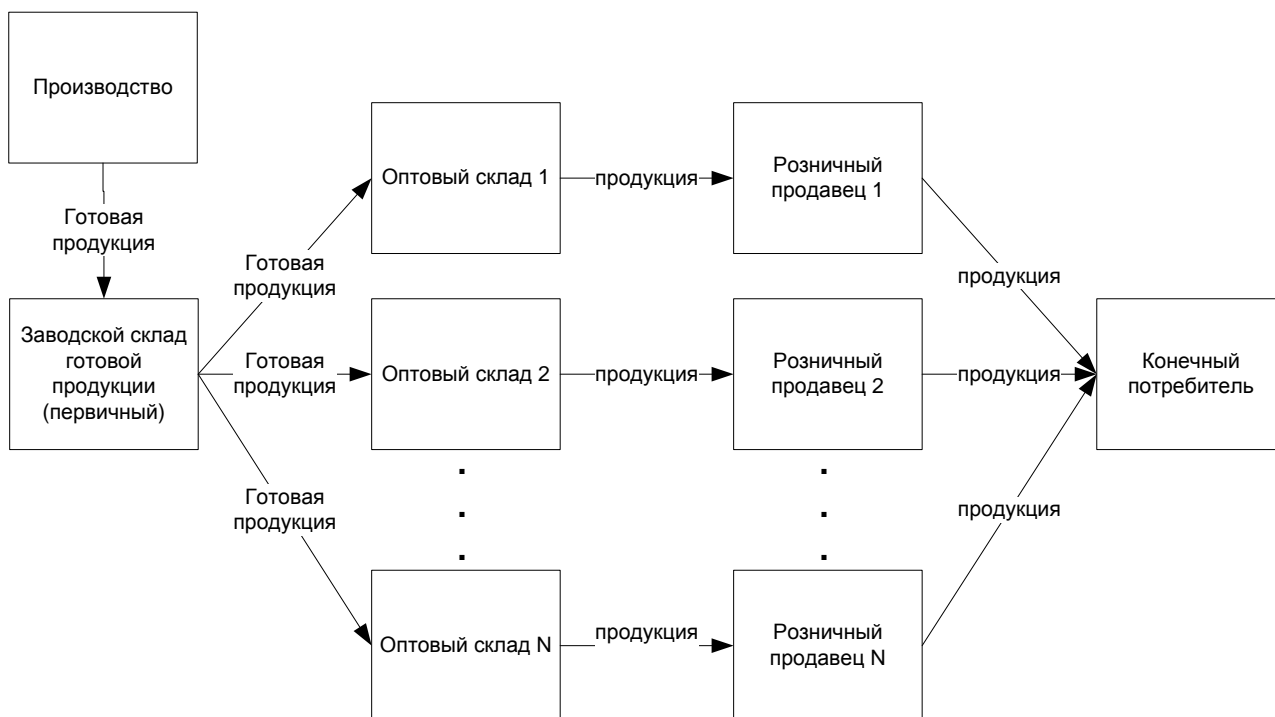 Производство
Готовая
продукция
Заводской склад
готовой
продукции
(первичный)
Готовая
продукция
Готовая
продукция
Готовая
продукция
Оптовый склад 1
продукция
Розничный
продавец 1
продукция
Оптовый склад 2
продукция
Розничный
продавец 2
продукция
Оптовый склад N
продукция
Розничный
продавец N
продукция
Конечный
потребитель